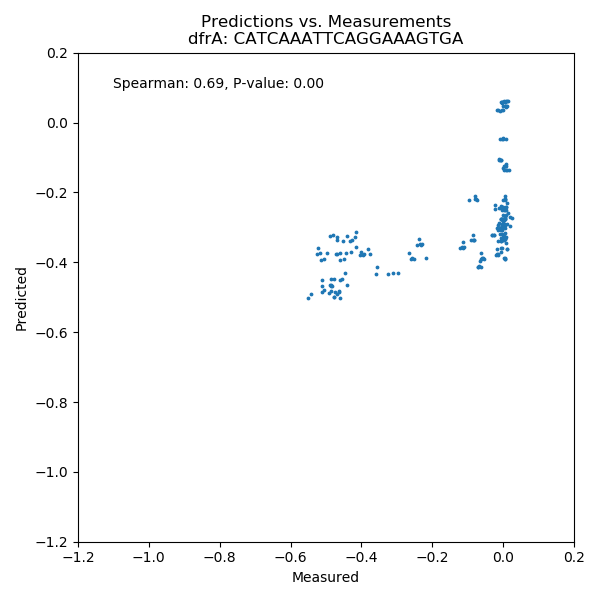 Predictions vs. Measurements
dfrA: CATCAAATTCAGGAAAGTGA
Spearman: 0.69, P-value: 0.00
0.2
0.0
−0.2
−0.4
−0.6
−0.8
−1.0
−1.2
Predicted
−1.2 −1.0 −0.8 −0.6 −0.4 −0.2 0.0 0.2
Measured